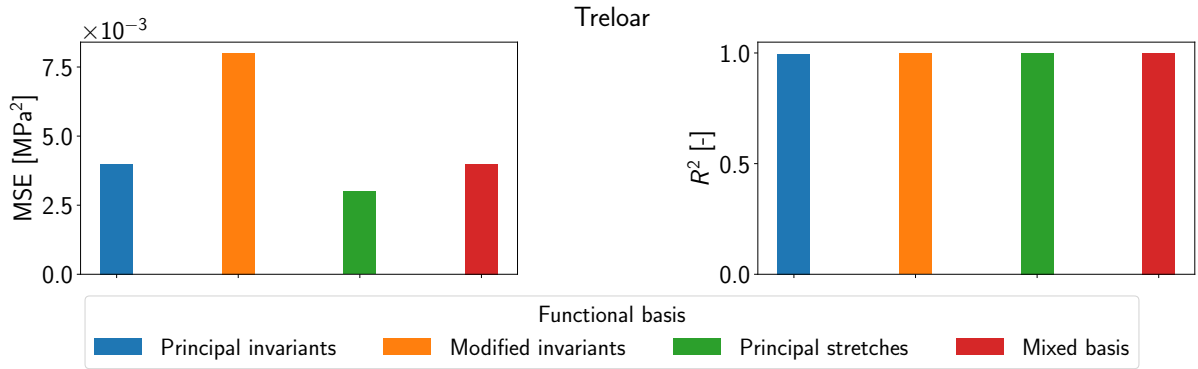 Treloar
×10⁻³
MSE [MPa²]
7.5
5.0
2.5
0.0
R² [-]
1.0
0.5
0.0
Functional basis
Principal invariants
Modified invariants
Principal stretches
Mixed basis